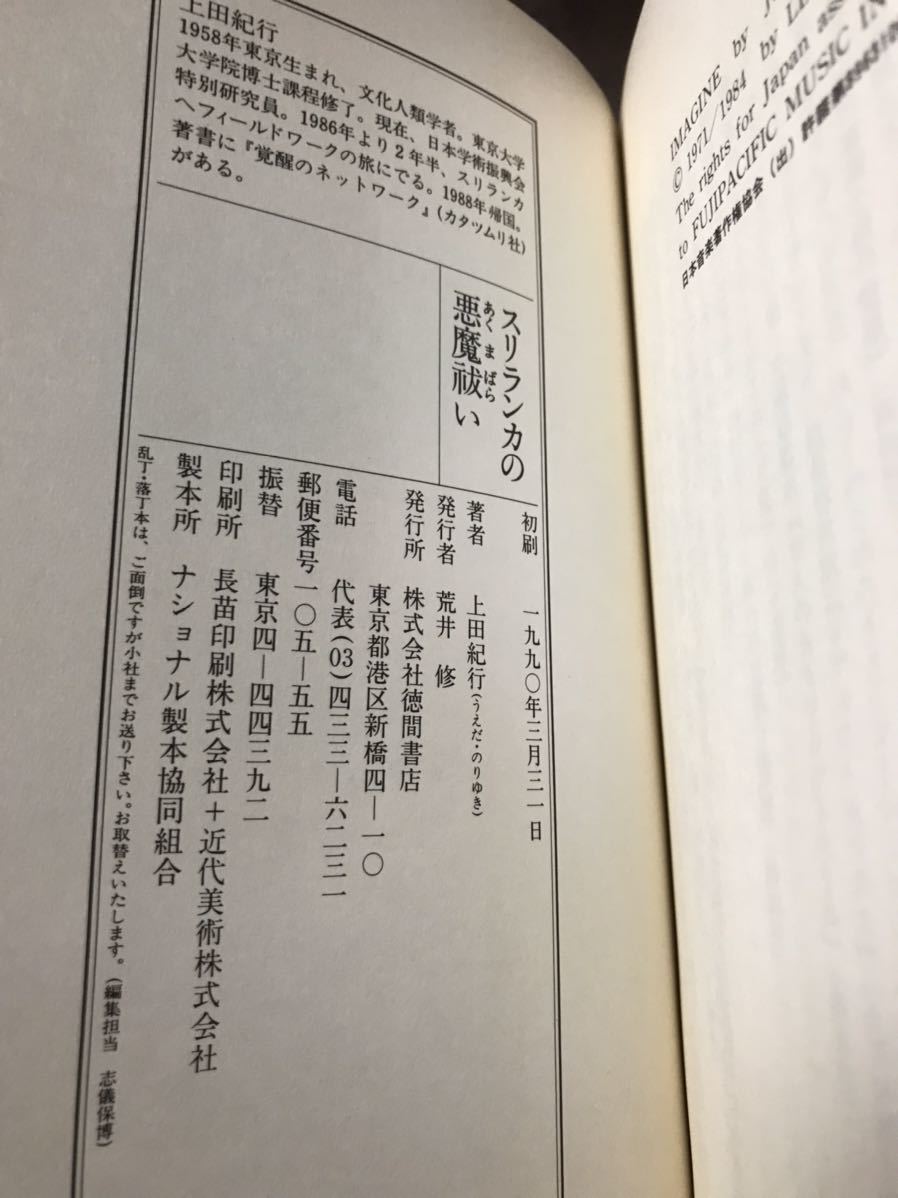 上田紀行
1958年東京生まれ、文化人類学者。東京大学
大学院博士課程修了。現在、日本学術振興会
特別研究員。1986年より2年半、スリランカ
へフィールドワークの旅にでる。1988年帰国。
著書に『覚醒のネットワーク』(カタツムリ社)
がある。
スリランカの
悪魔祓い
あくまばら
初刷 一九九〇年三月三一日
著者 上田紀行(うえだ・のりゆき)
発行者 荒井 修
発行所 株式会社徳間書店
東京都港区新橋四―一〇
電話 代表(03)四三三―六二三一
郵便番号一〇五―五五
振替 東京四―四四三九二
印刷所 長苗印刷株式会社+近代美術株式会社
製本所 ナショナル製本協同組合
乱丁・落丁本は、ご面倒ですが小社までお送り下さい。お取替えいたします。(編集担当 志儀保博)
IMAGINE by
© 1971/1984 by
The rights for Japan
to FUJIPACIFIC MUSIC IN
日本音楽著作権協会(出)許諾第